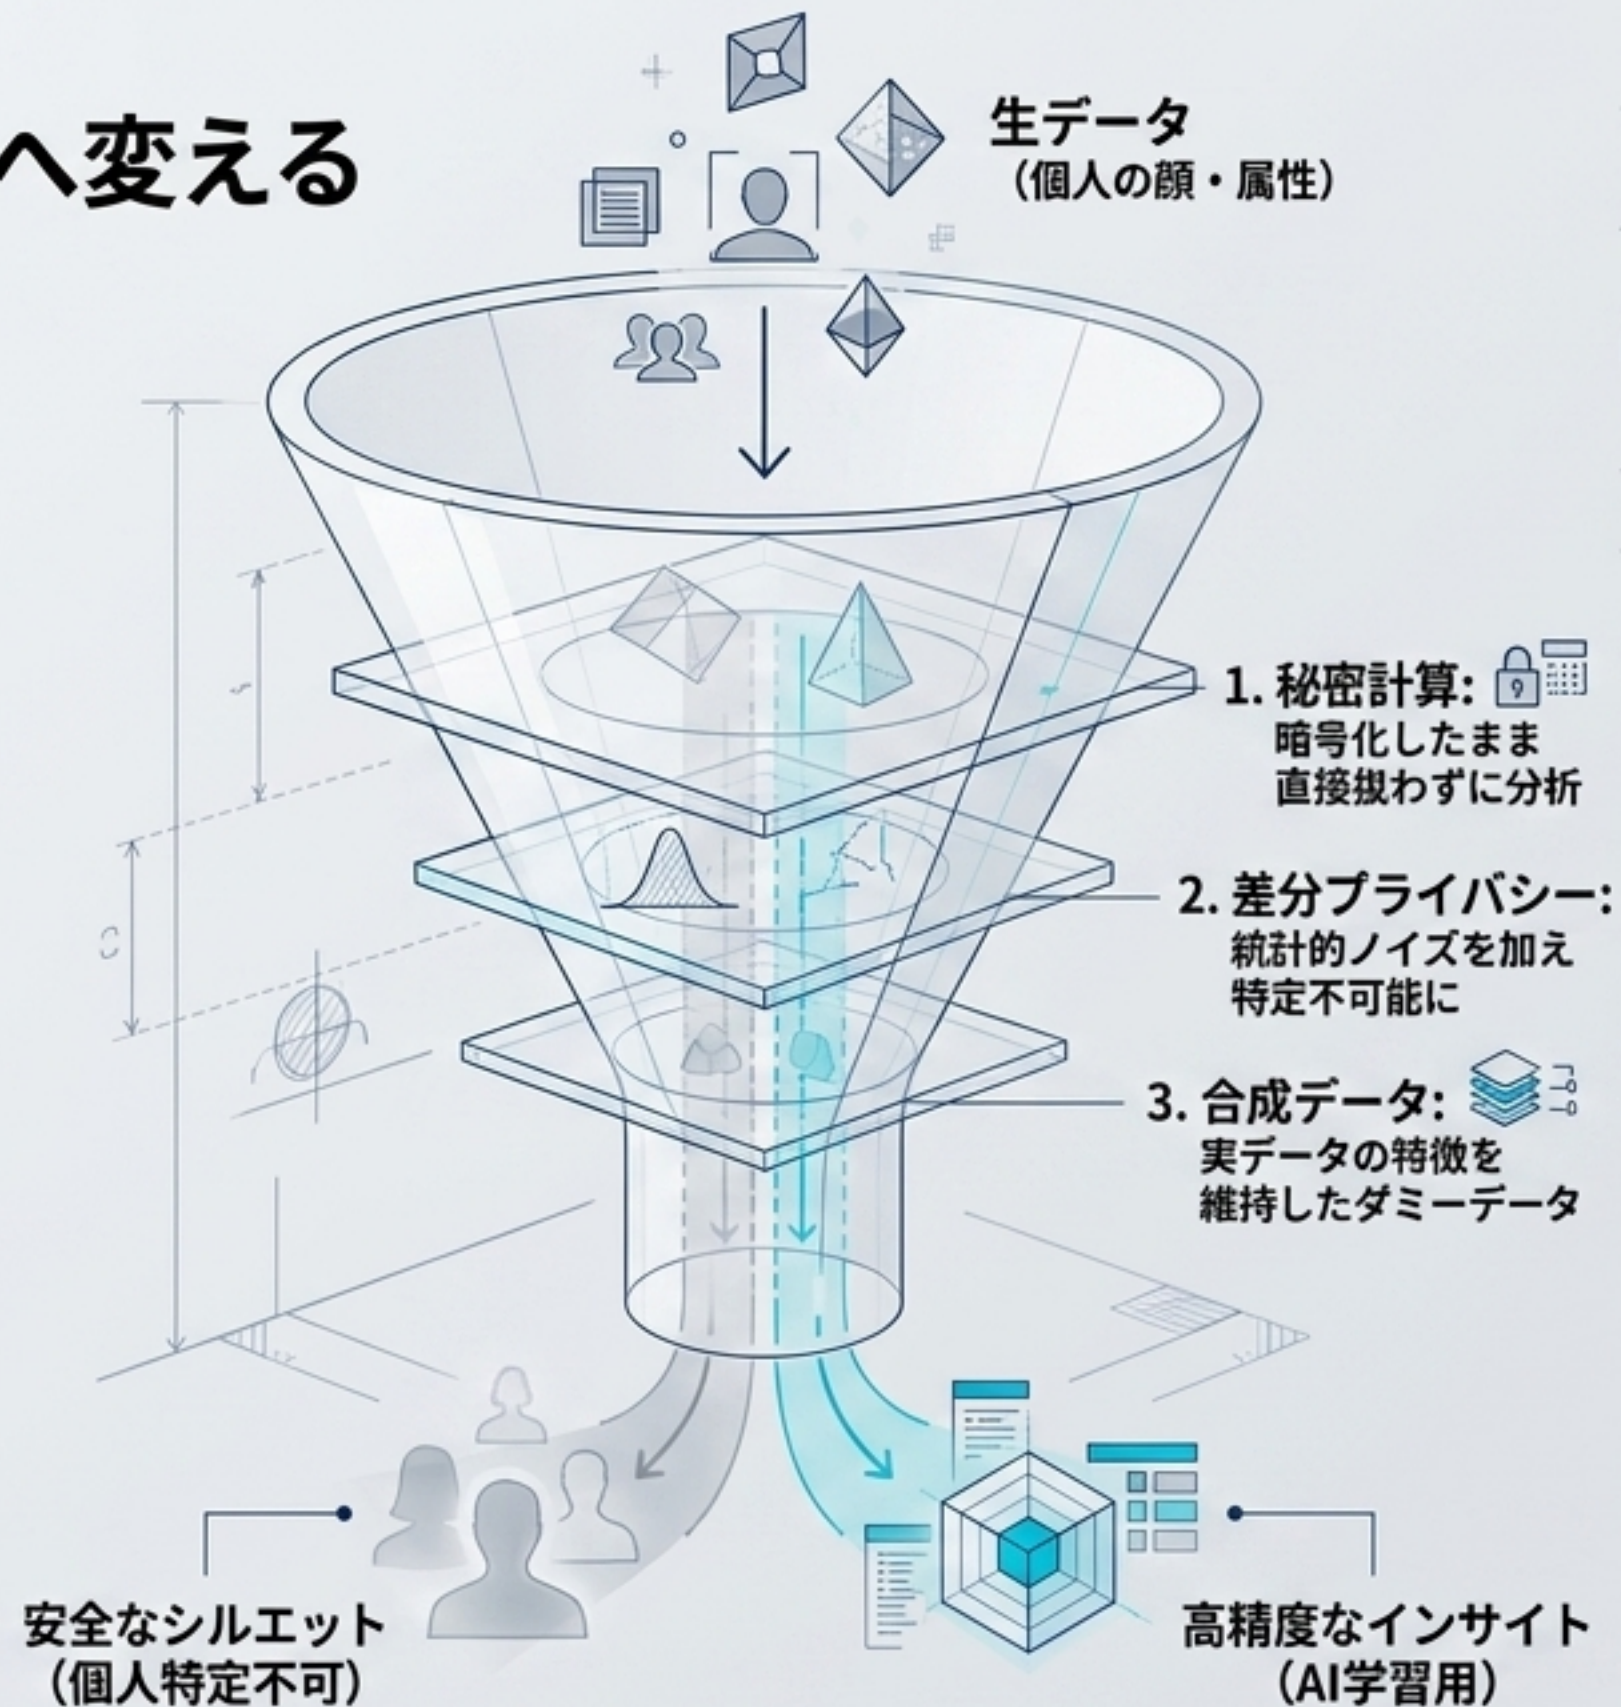 へ変える
生データ
（個人の顔・属性）
1. 秘密計算:
暗号化したまま
直接扱わずに分析
2. 差分プライバシー:
統計的ノイズを加え
特定不可能に
3. 合成データ:
実データの特徴を
維持したダミーデータ
安全なシルエット
（個人特定不可）
高精度なインサイト
（AI学習用）